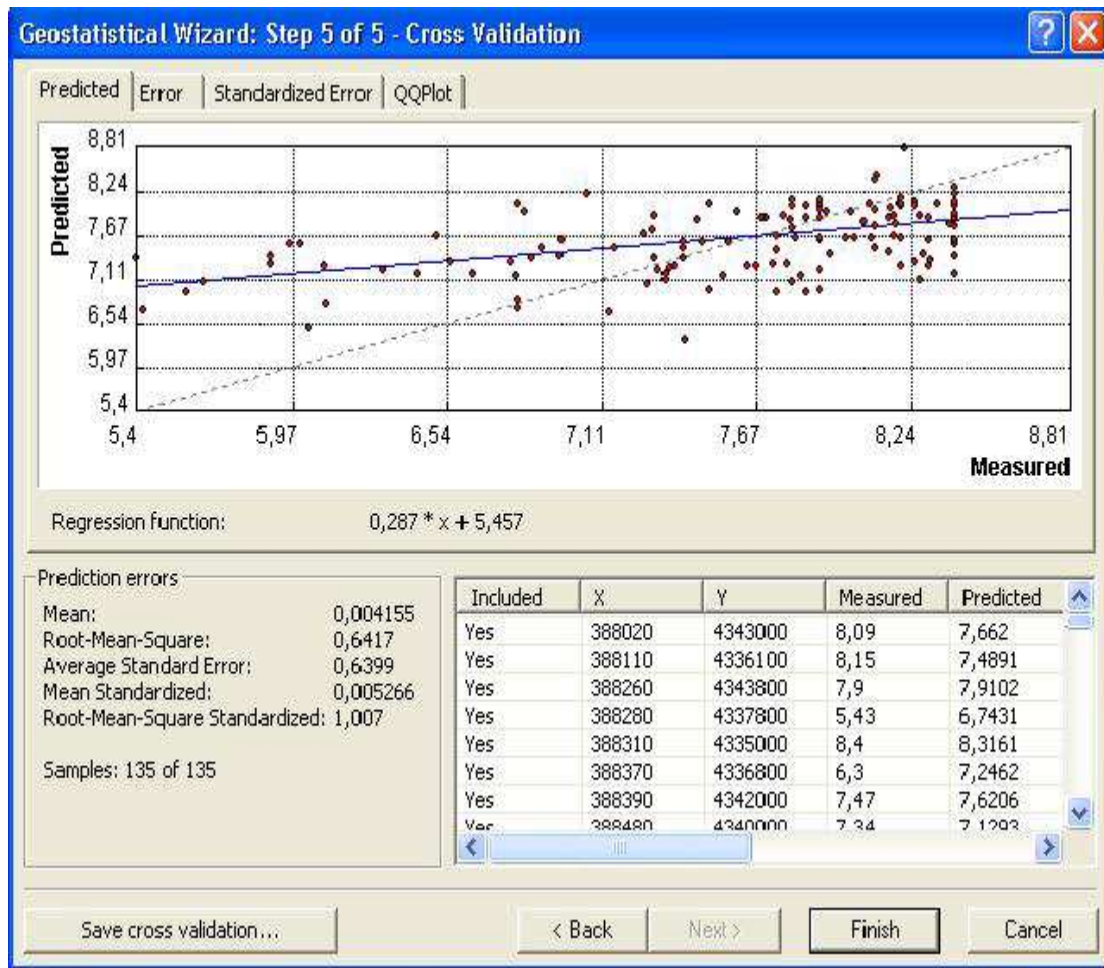 Geostatistical Wizard: Step 5 of 5 - Cross Validation
Predicted Error Standardized Error QQPlot
Predicted
8,81
8,24
7,67
7,11
6,54
5,97
5,4
5,4 5,97 6,54 7,11 7,67 8,24 8,81
Measured
Regression function: 0,287 * x + 5,457
Prediction errors
Mean: 0,004155
Root-Mean-Square: 0,6417
Average Standard Error: 0,6399
Mean Standardized: 0,005266
Root-Mean-Square Standardized: 1,007
Samples: 135 of 135
Included X Y Measured Predicted
Yes 388020 4343000 8,09 7,662
Yes 388110 4336100 8,15 7,4891
Yes 388260 4343800 7,9 7,9102
Yes 388280 4337800 5,43 6,7431
Yes 388310 4335000 8,4 8,3161
Yes 388370 4336800 6,3 7,2462
Yes 388390 4342000 7,47 7,6206
Yes 388480 4340000 7,34 7,1293
Save cross validation... < Back Next > Finish Cancel